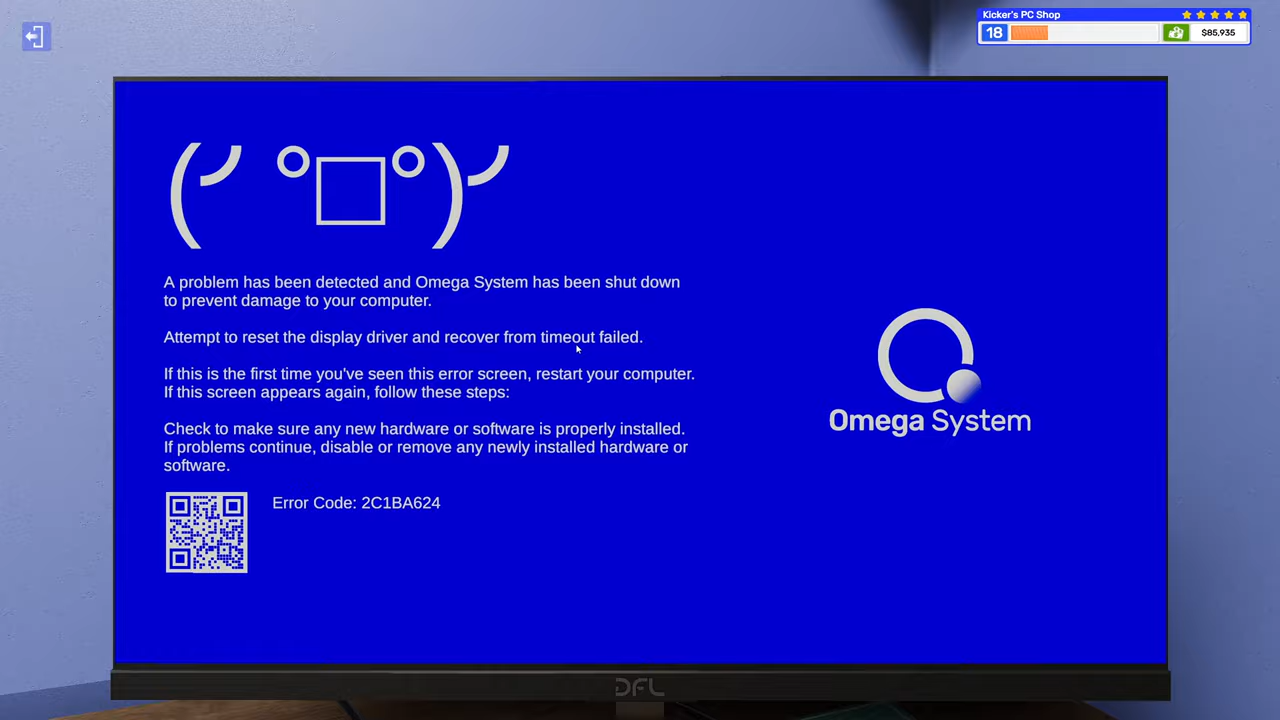 Kicker's PC Shop
18
$85,935
(╯°□°)╯
A problem has been detected and Omega System has been shut down
to prevent damage to your computer.
Attempt to reset the display driver and recover from timeout failed.
If this is the first time you've seen this error screen, restart your computer.
If this screen appears again, follow these steps:
Check to make sure any new hardware or software is properly installed.
If problems continue, disable or remove any newly installed hardware or
software.
Error Code: 2C1BA624
Omega System
DFL